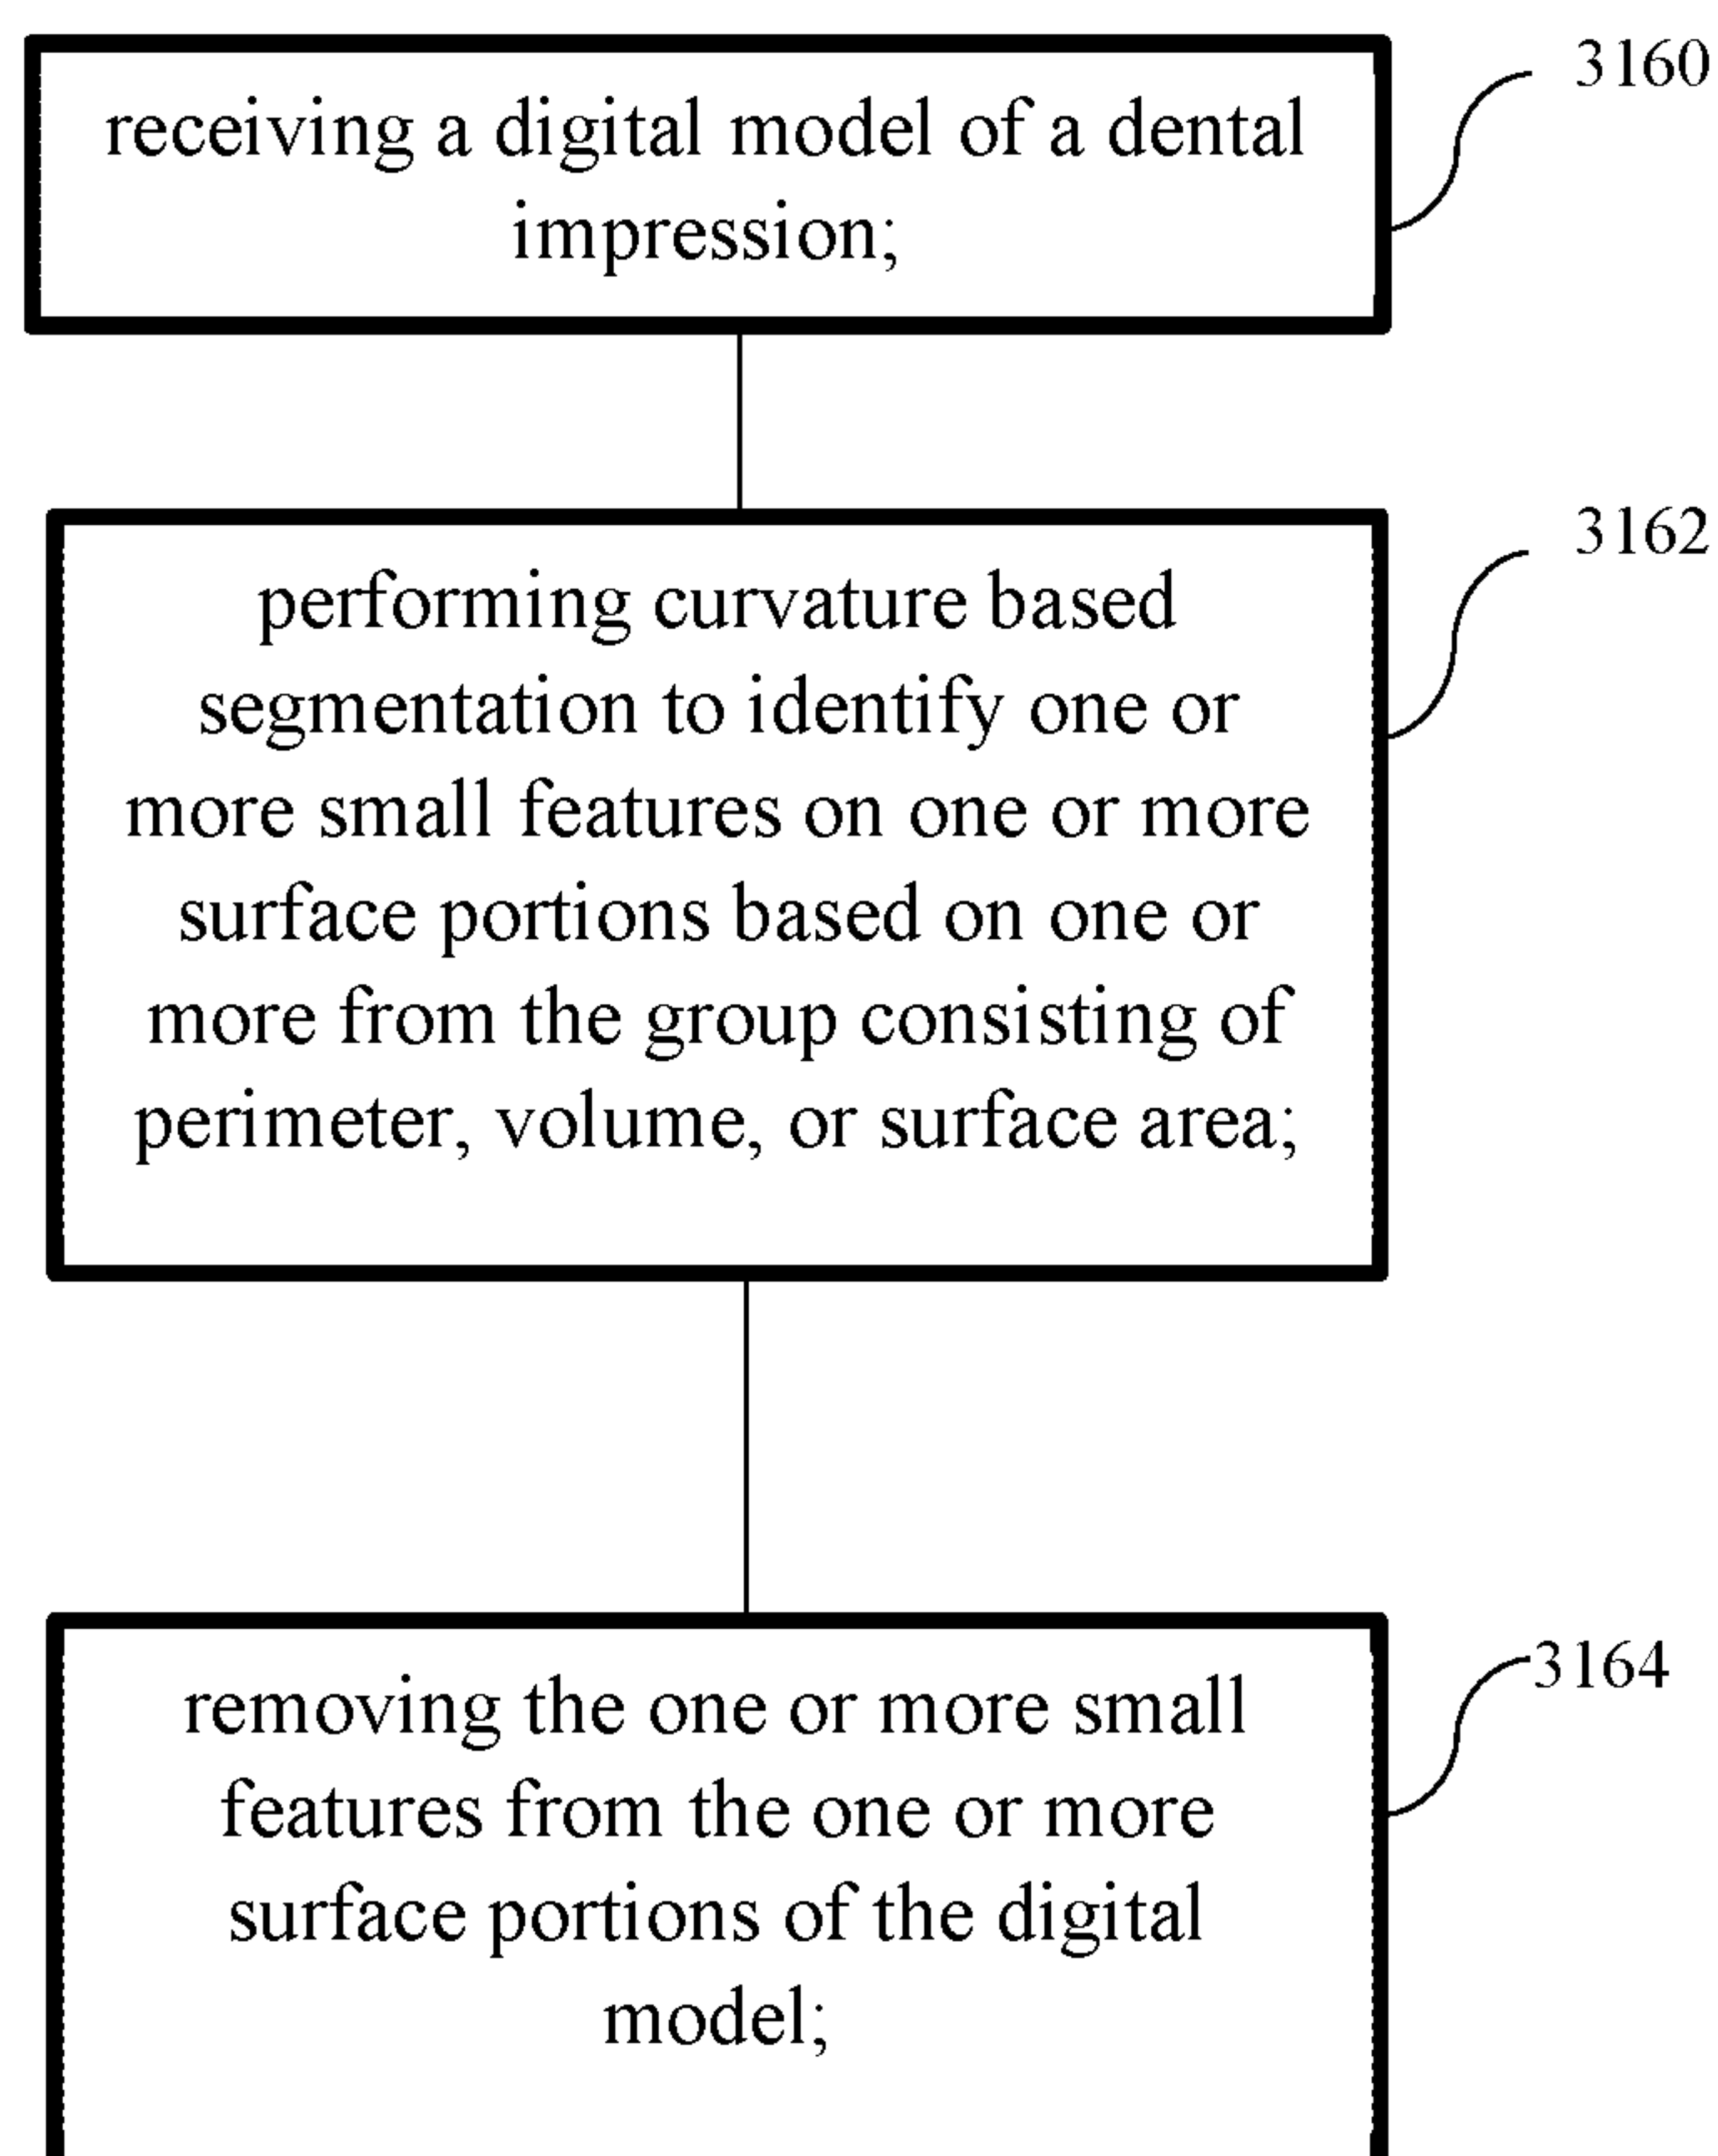 3160
receiving a digital model of a dental
impression;
3162
performing curvature based
segmentation to identify one or
more small features on one or more
surface portions based on one or
more from the group consisting of
perimeter, volume, or surface area;
3164
removing the one or more small
features from the one or more
surface portions of the digital
model;